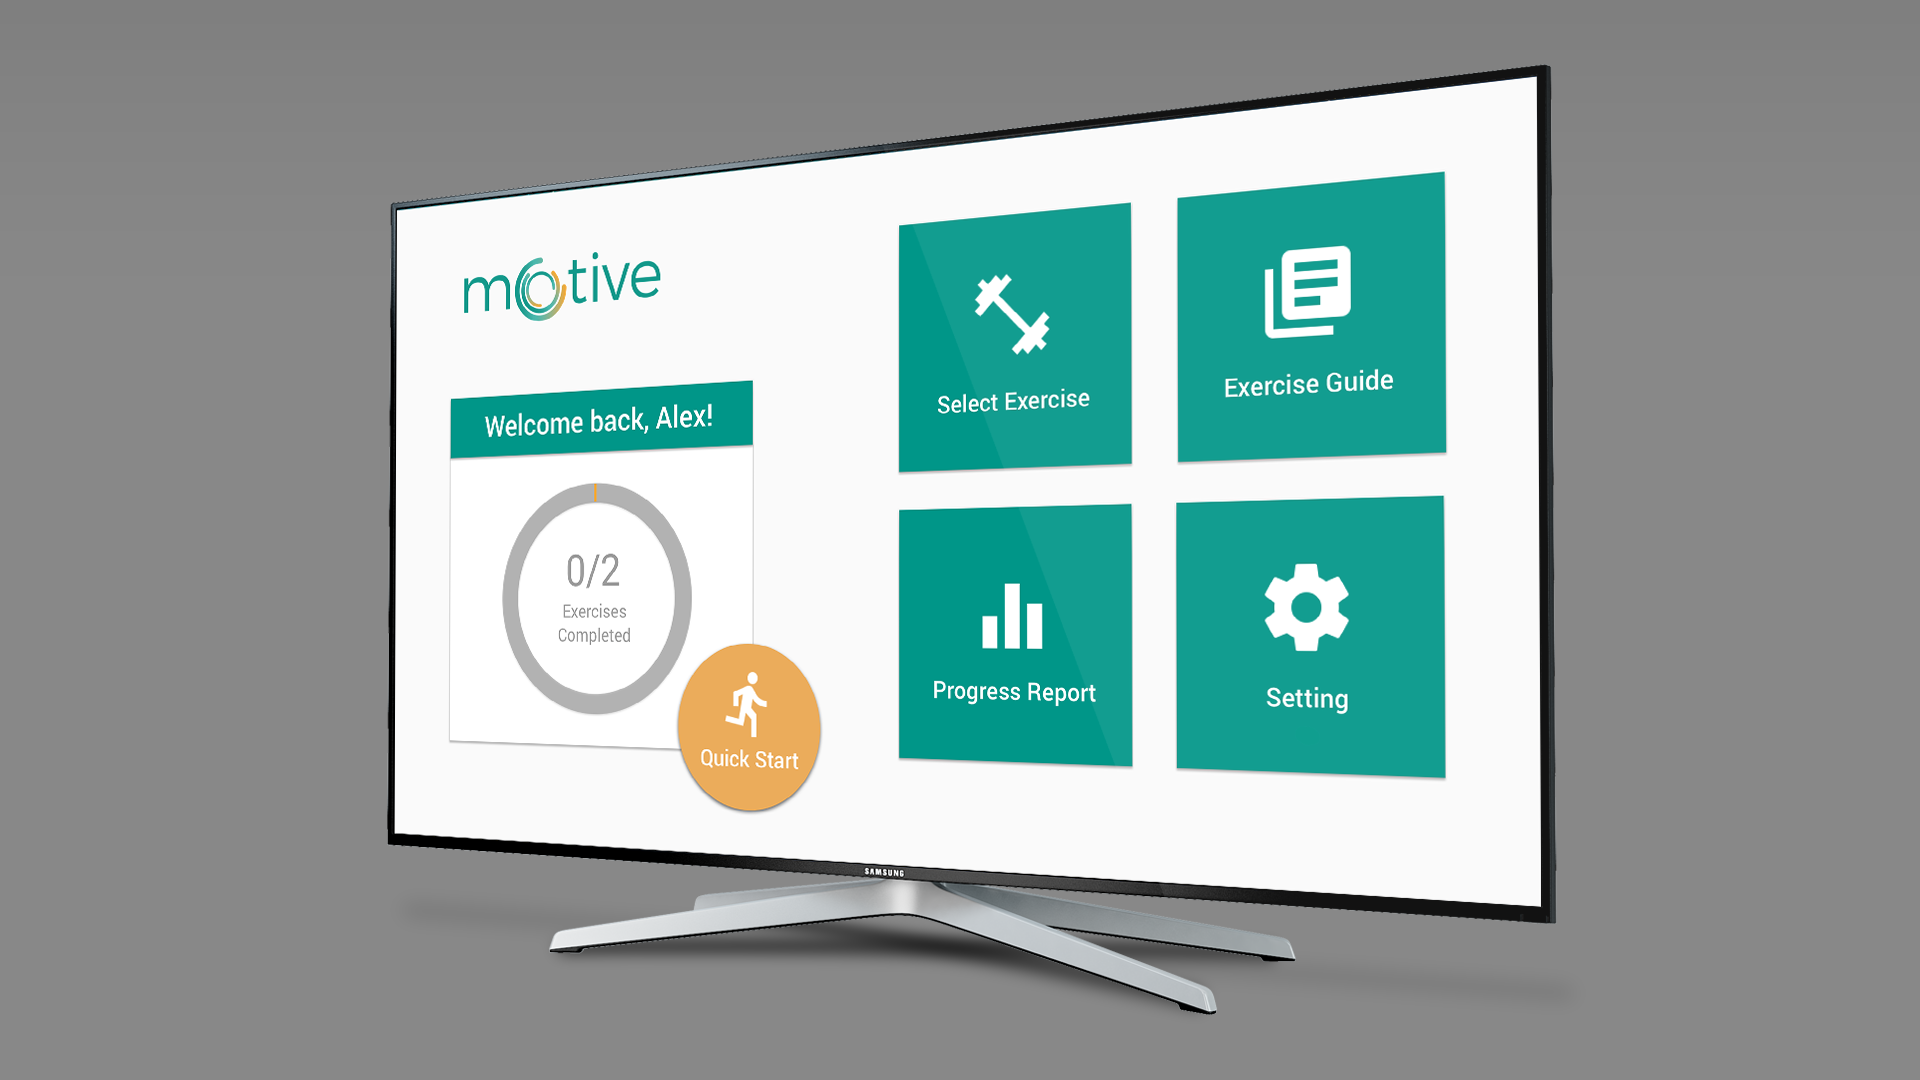 motive
Welcome back, Alex!
0/2
Exercises
Completed
Quick Start
Select Exercise
Exercise Guide
Progress Report
Setting
SAMSUNG